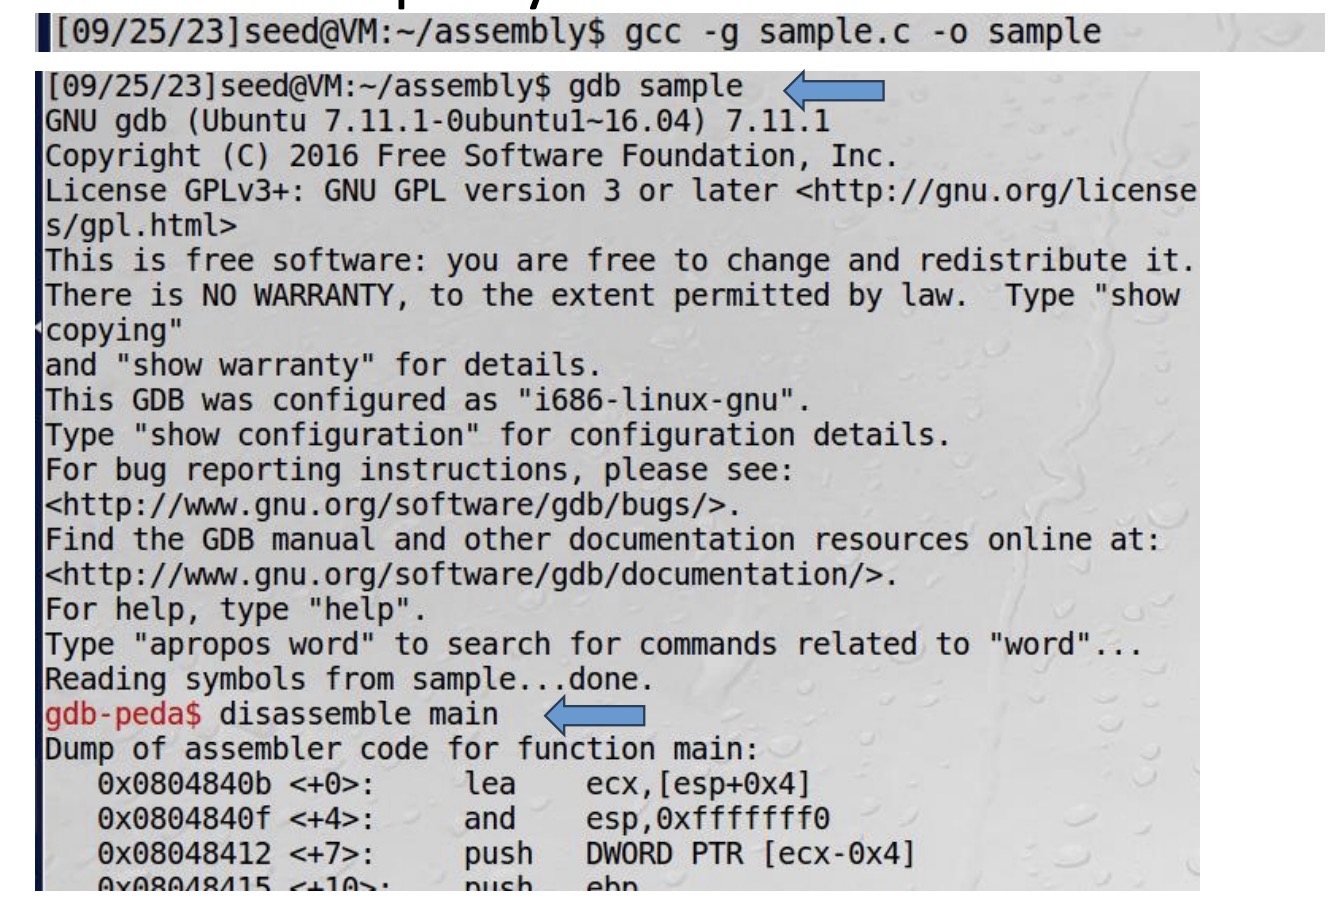 [09/25/23]seed@VM:~/assembly$ gcc -g sample.c -o sample
[09/25/23]seed@VM:~/assembly$ gdb sample
GNU gdb (Ubuntu 7.11.1-0ubuntu1~16.04) 7.11.1
Copyright (C) 2016 Free Software Foundation, Inc.
License GPLv3+: GNU GPL version 3 or later <http://gnu.org/license
s/gpl.html>
This is free software: you are free to change and redistribute it.
There is NO WARRANTY, to the extent permitted by law.  Type "show
copying"
and "show warranty" for details.
This GDB was configured as "i686-linux-gnu".
Type "show configuration" for configuration details.
For bug reporting instructions, please see:
<http://www.gnu.org/software/gdb/bugs/>.
Find the GDB manual and other documentation resources online at:
<http://www.gnu.org/software/gdb/documentation/>.
For help, type "help".
Type "apropos word" to search for commands related to "word"...
Reading symbols from sample...done.
gdb-peda$ disassemble main
Dump of assembler code for function main:
   0x0804840b <+0>:     lea    ecx,[esp+0x4]
   0x0804840f <+4>:     and    esp,0xfffffff0
   0x08048412 <+7>:     push   DWORD PTR [ecx-0x4]
   0x08048415 <+10>:    push   ebp